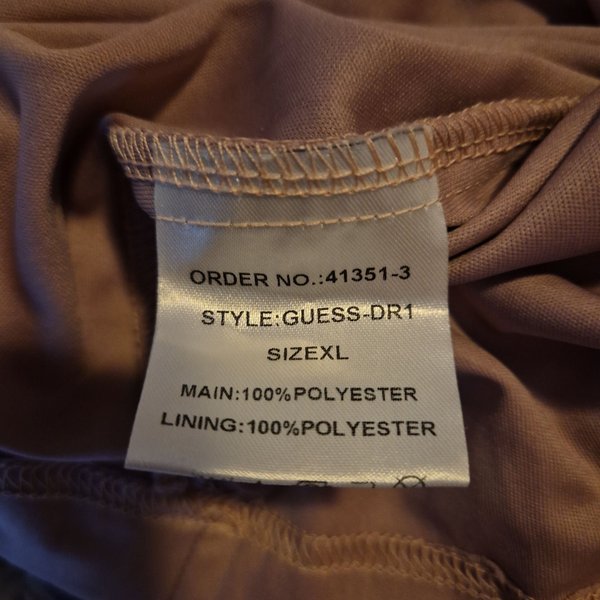 ORDER NO.:41351-3
STYLE:GUESS-DR1
SIZEXL
MAIN:100%POLYESTER
LINING:100%POLYESTER